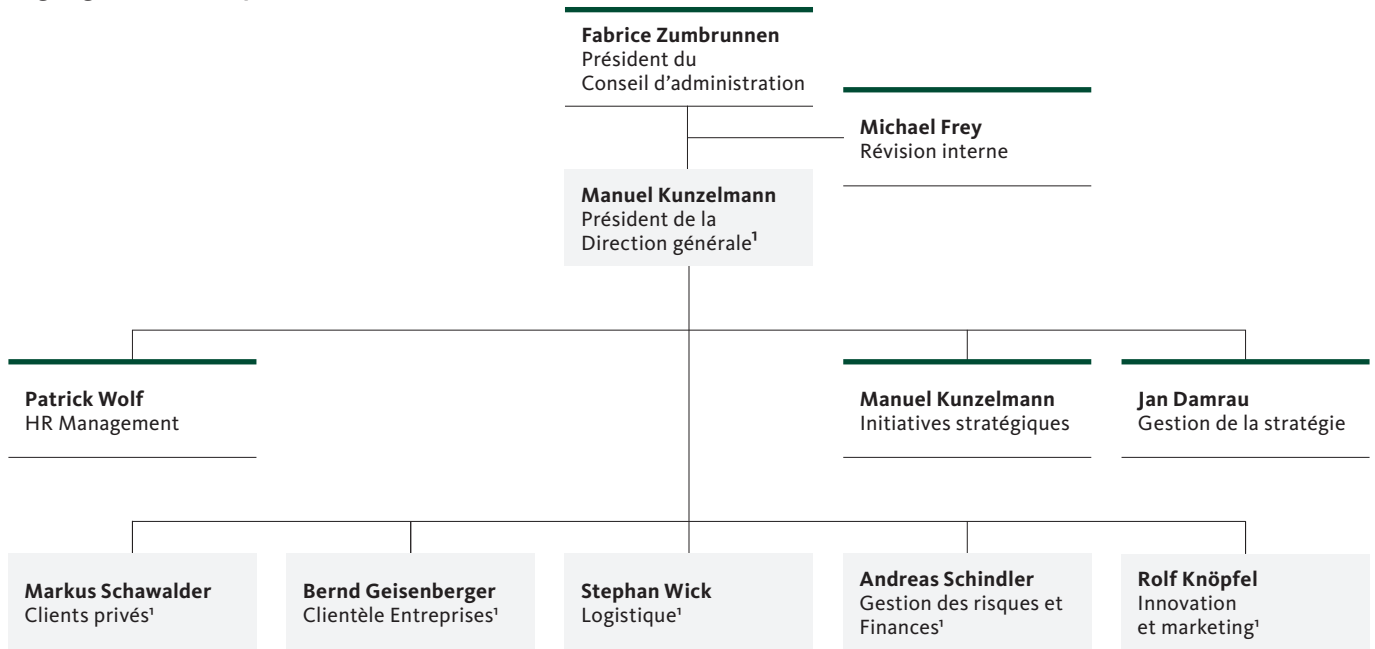 Fabrice Zumbrunnen
Président du
Conseil d’administration
Michael Frey
Révision interne
Manuel Kunzelmann
Président de la
Direction générale¹
Patrick Wolf
HR Management
Manuel Kunzelmann
Initiatives stratégiques
Jan Damrau
Gestion de la stratégie
Markus Schawalder
Clients privés¹
Bernd Geisenberger
Clientèle Entreprises¹
Stephan Wick
Logistique¹
Andreas Schindler
Gestion des risques et
Finances¹
Rolf Knöpfel
Innovation
et marketing¹